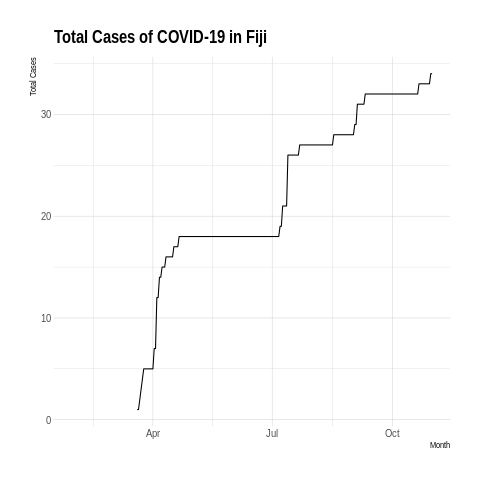 Total Cases of COVID-19 in Fiji
Total Cases
30
20
10
0
Apr Jul Oct
Month